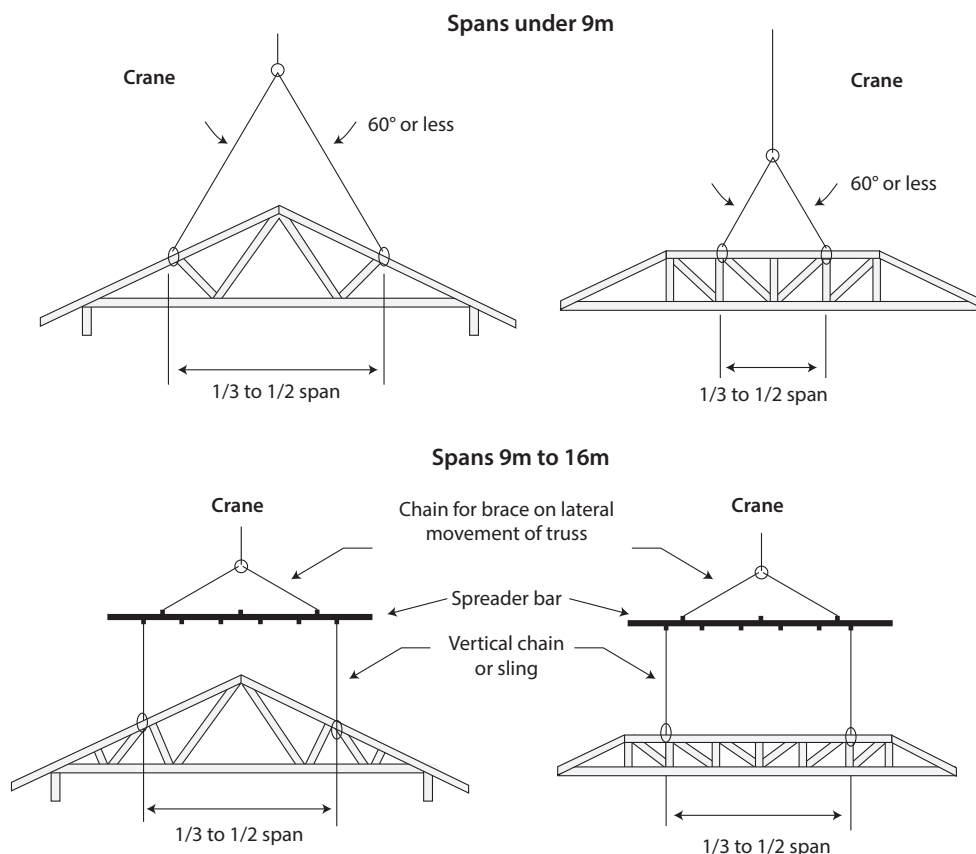 Spans under 9m
Crane
Crane
60° or less
60° or less
1/3 to 1/2 span
1/3 to 1/2 span
Spans 9m to 16m
Crane
Chain for brace on lateral
movement of truss
Crane
Spreader bar
Vertical chain
or sling
1/3 to 1/2 span
1/3 to 1/2 span